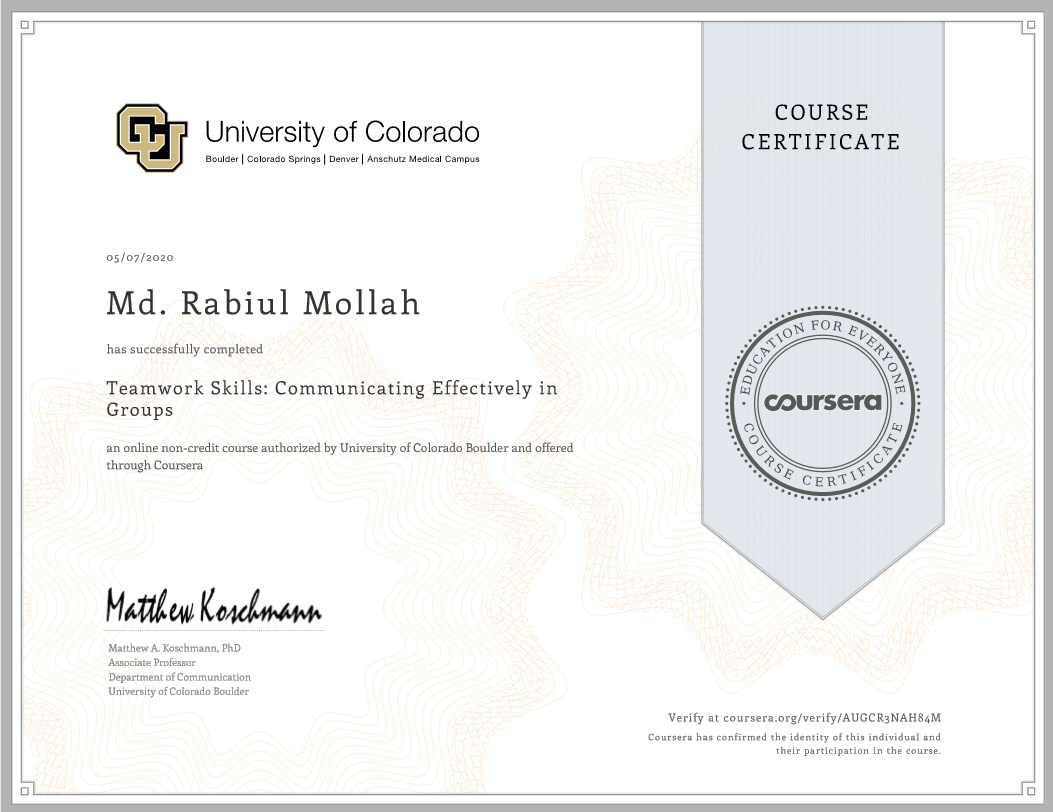 University of Colorado
Boulder | Colorado Springs | Denver | Anschutz Medical Campus
COURSE
CERTIFICATE
05/07/2020
Md. Rabiul Mollah
has successfully completed
Teamwork Skills: Communicating Effectively in
Groups
an online non-credit course authorized by University of Colorado Boulder and offered
through Coursera
EDUCATION FOR EVERYONE
coursera
COURSE CERTIFICATE
Matthew Koschmann
Matthew A. Koschmann, PhD
Associate Professor
Department of Communication
University of Colorado Boulder
Verify at coursera.org/verify/AUGCR3NAH84M
Coursera has confirmed the identity of this individual and
their participation in the course.